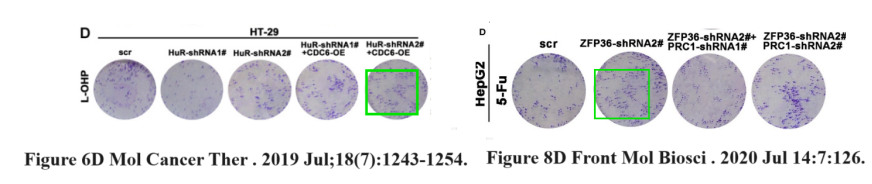 D
HT-29
scr HuR-shRNA1# HuR-shRNA2# HuR-shRNA1# +CDC6-OE HuR-shRNA2# +CDC6-OE
L-OHP
Figure 6D Mol Cancer Ther . 2019 Jul;18(7):1243-1254.
D
scr ZFP36-shRNA2# ZFP36-shRNA2#+ PRC1-shRNA1# ZFP36-shRNA2# PRC1-shRNA2#
HepG2
5-Fu
Figure 8D Front Mol Biosci . 2020 Jul 14:7:126.